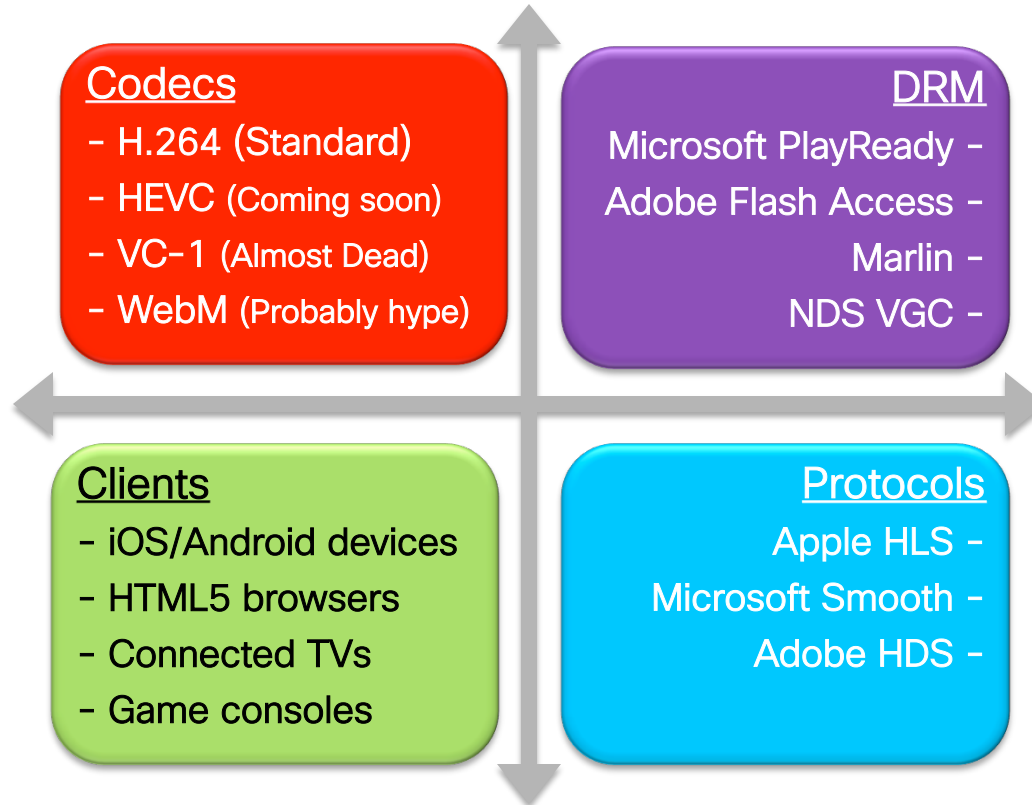 Codecs
- H.264 (Standard)
- HEVC (Coming soon)
- VC-1 (Almost Dead)
- WebM (Probably hype)
DRM
Microsoft PlayReady -
Adobe Flash Access -
Marlin -
NDS VGC -
Clients
- iOS/Android devices
- HTML5 browsers
- Connected TVs
- Game consoles
Protocols
Apple HLS -
Microsoft Smooth -
Adobe HDS -